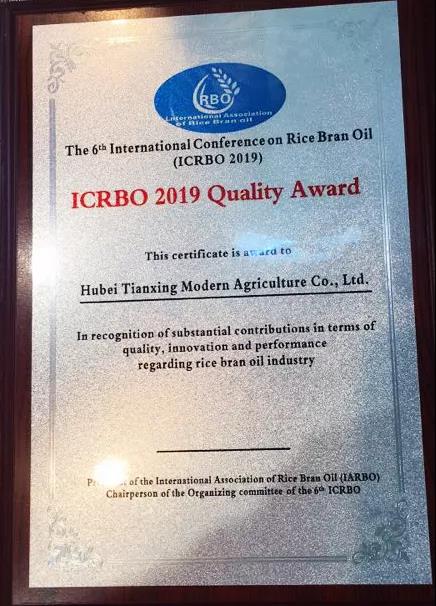 RBO
International Association
of Rice Bran oil
The 6th International Conference on Rice Bran Oil
(ICRBO 2019)
ICRBO 2019 Quality Award
This certificate is award to
Hubei Tianxing Modern Agriculture Co., Ltd.
In recognition of substantial contributions in terms of
quality, innovation and performance
regarding rice bran oil industry
of the International Association of Rice Bran Oil (IARBO)
Chairperson of the Organizing committee of the 6th ICRBO